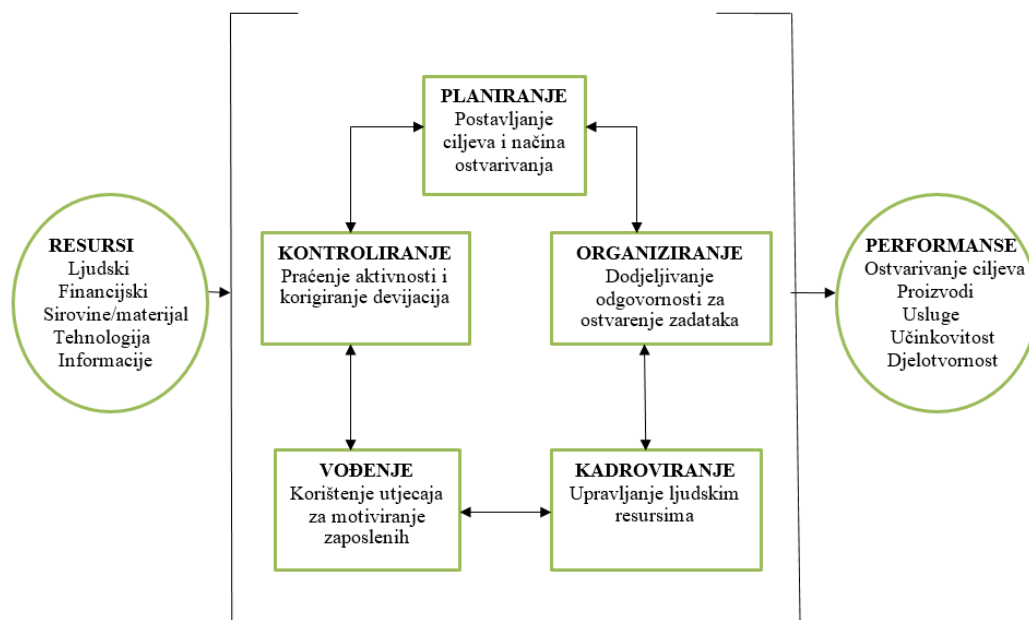 PLANIRANJE
Postavljanje
ciljeva i načina
ostvarivanja
RESURSI
Ljudski
Financijski
Sirovine/materijal
Tehnologija
Informacije
KONTROLIRANJE
Praćenje aktivnosti i
korigiranje devijacija
ORGANIZIRANJE
Dodjeljivanje
odgovornosti za
ostvarenje zadataka
PERFORMANSE
Ostvarivanje ciljeva
Proizvodi
Usluge
Učinkovitost
Djelotvornost
VOĐENJE
Korištenje utjecaja
za motiviranje
zaposlenih
KADROVIRANJE
Upravljanje ljudskim
resursima